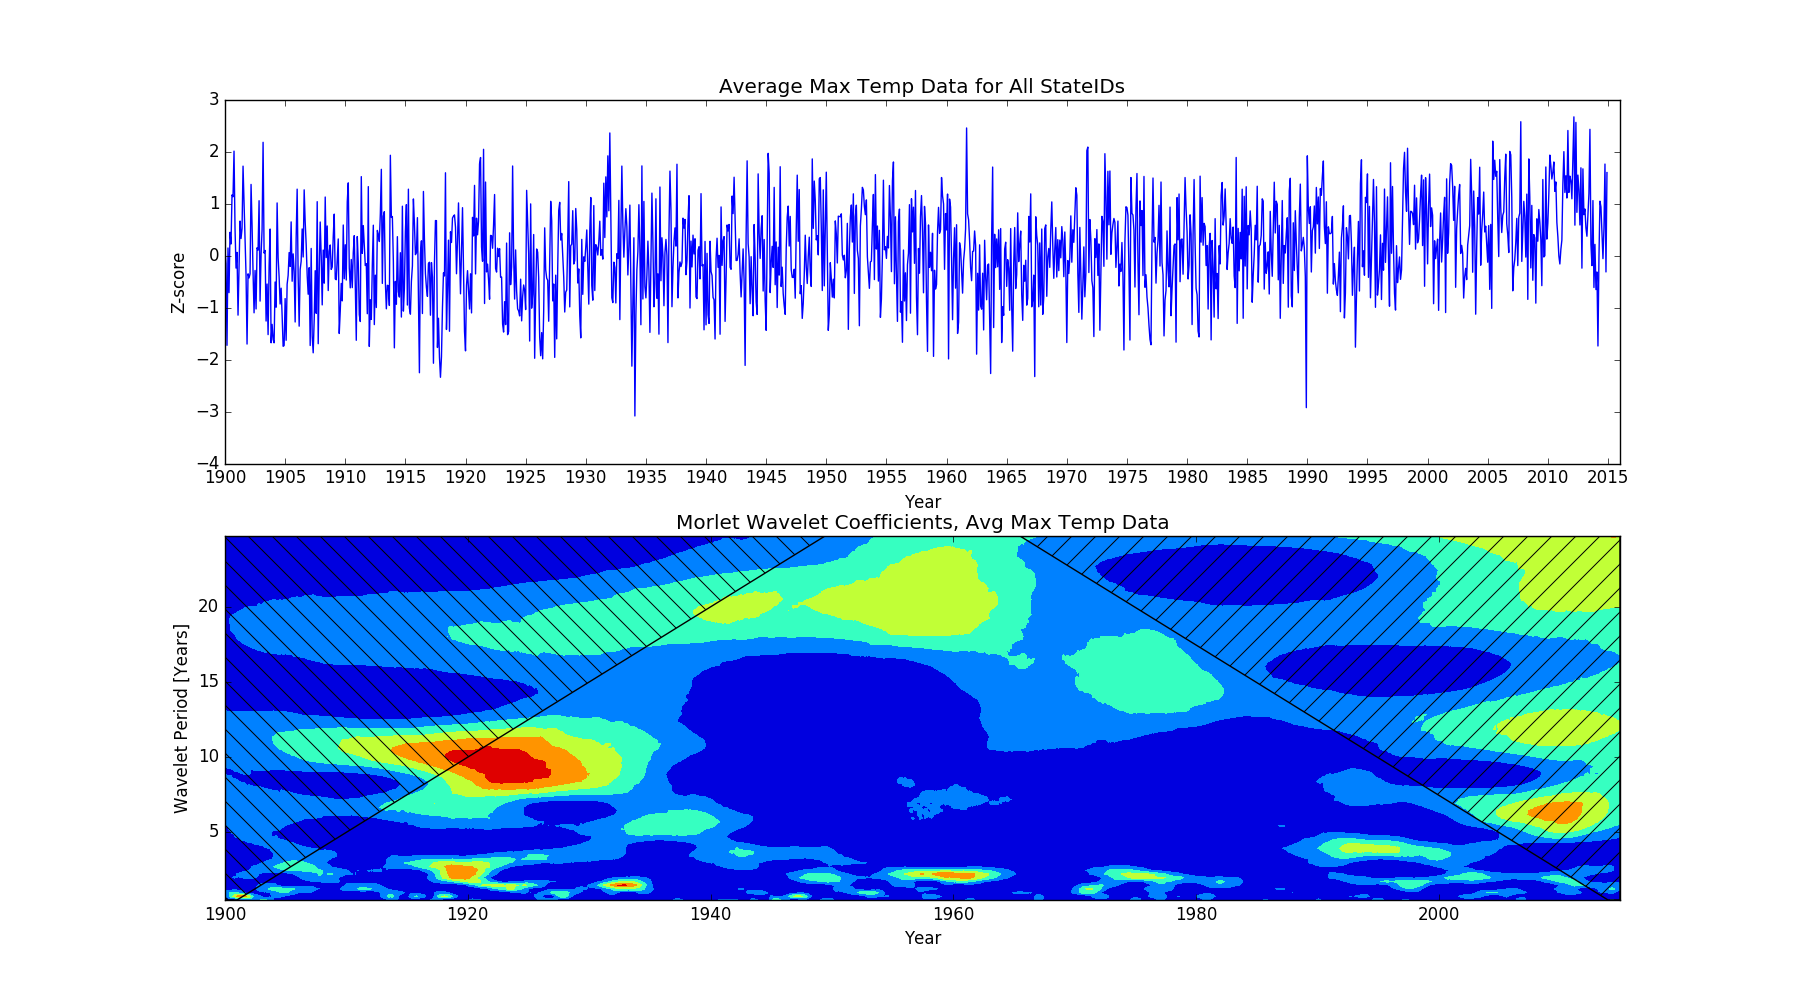 Average Max Temp Data for All StateIDs
3
2
1
0
−1
−2
−3
−4
Z-score
1900 1905 1910 1915 1920 1925 1930 1935 1940 1945 1950 1955 1960 1965 1970 1975 1980 1985 1990 1995 2000 2005 2010 2015
Year
Morlet Wavelet Coefficients, Avg Max Temp Data
20
15
10
5
Wavelet Period [Years]
1900 1920 1940 1960 1980 2000
Year